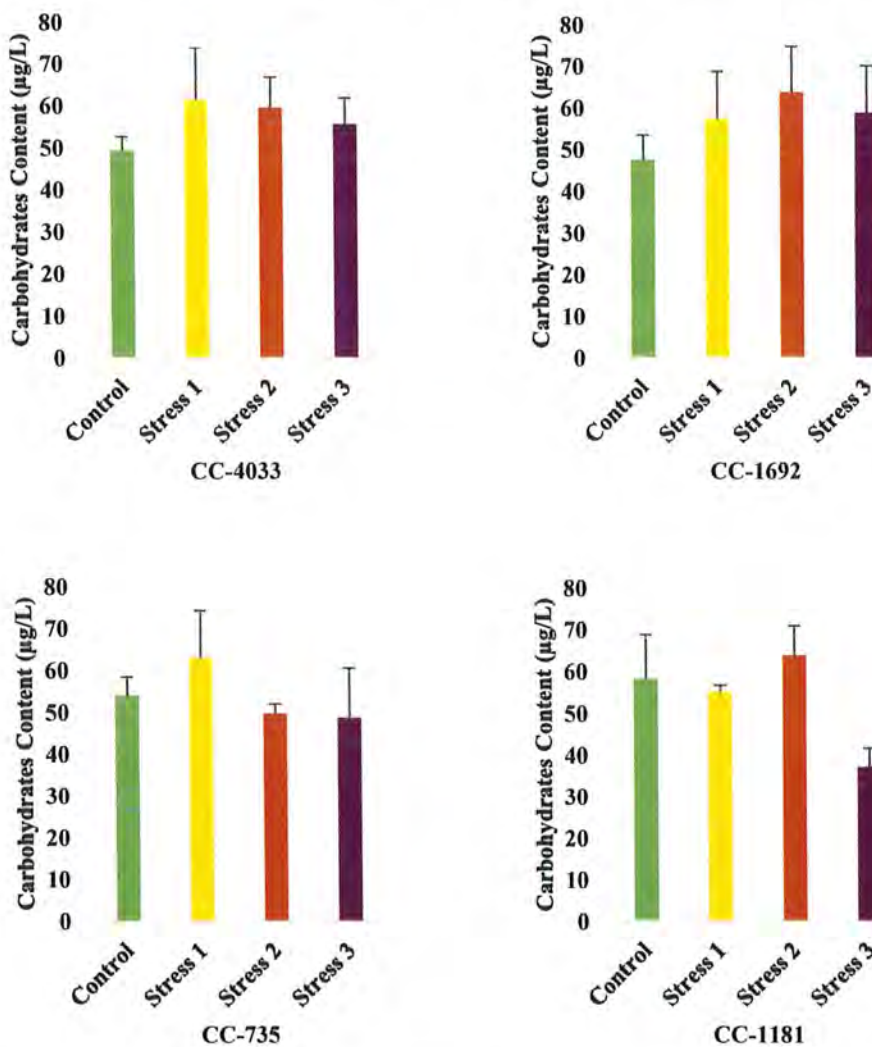 Carbohydrates Content (µg/L)
80
70
60
50
40
30
20
10
0
Control
Stress 1
Stress 2
Stress 3
CC-4033
Carbohydrates Content (µg/L)
80
70
60
50
40
30
20
10
0
Control
Stress 1
Stress 2
Stress 3
CC-1692
Carbohydrates Content (µg/L)
80
70
60
50
40
30
20
10
0
Control
Stress 1
Stress 2
Stress 3
CC-735
Carbohydrates Content (µg/L)
80
70
60
50
40
30
20
10
0
Control
Stress 1
Stress 2
Stress 3
CC-1181